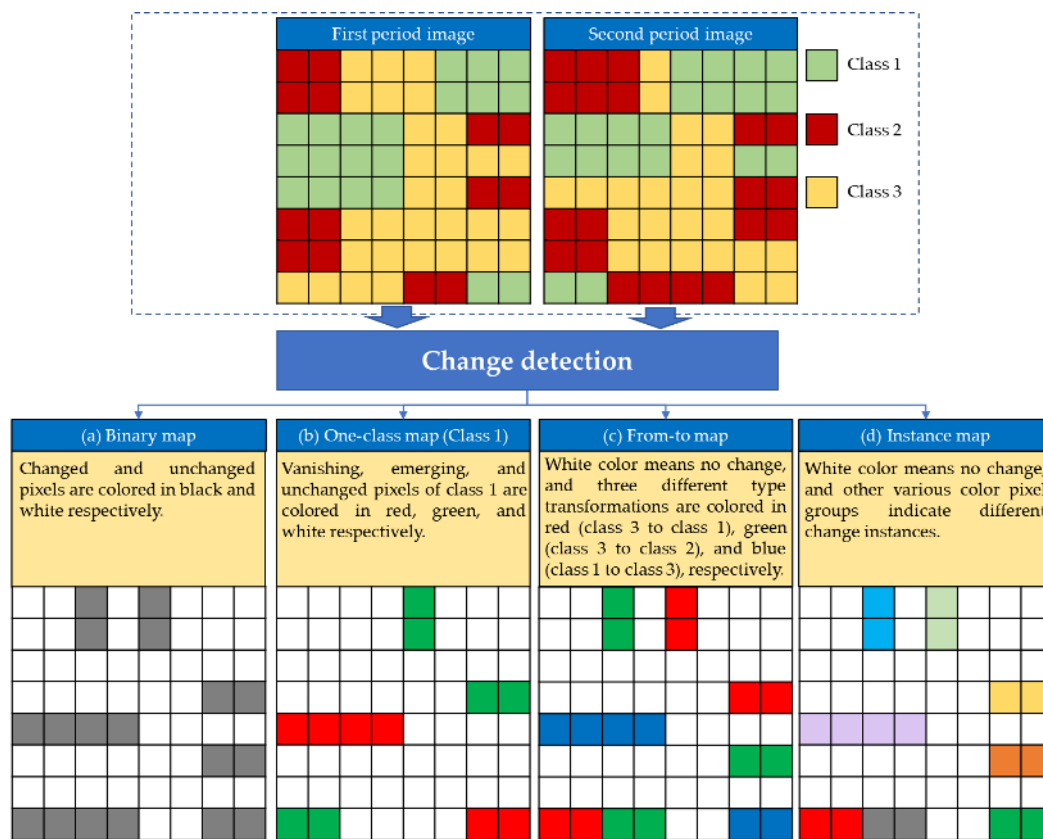 First period image
Second period image
Class 1
Class 2
Class 3
Change detection
(a) Binary map
Changed and unchanged
pixels are colored in black and
white respectively.
(b) One-class map (Class 1)
Vanishing, emerging, and
unchanged pixels of class 1 are
colored in red, green, and
white respectively.
(c) From-to map
White color means no change,
and three different type
transformations are colored in
red (class 3 to class 1), green
(class 3 to class 2), and blue
(class 1 to class 3), respectively.
(d) Instance map
White color means no change,
and other various color pixel
groups indicate different
change instances.